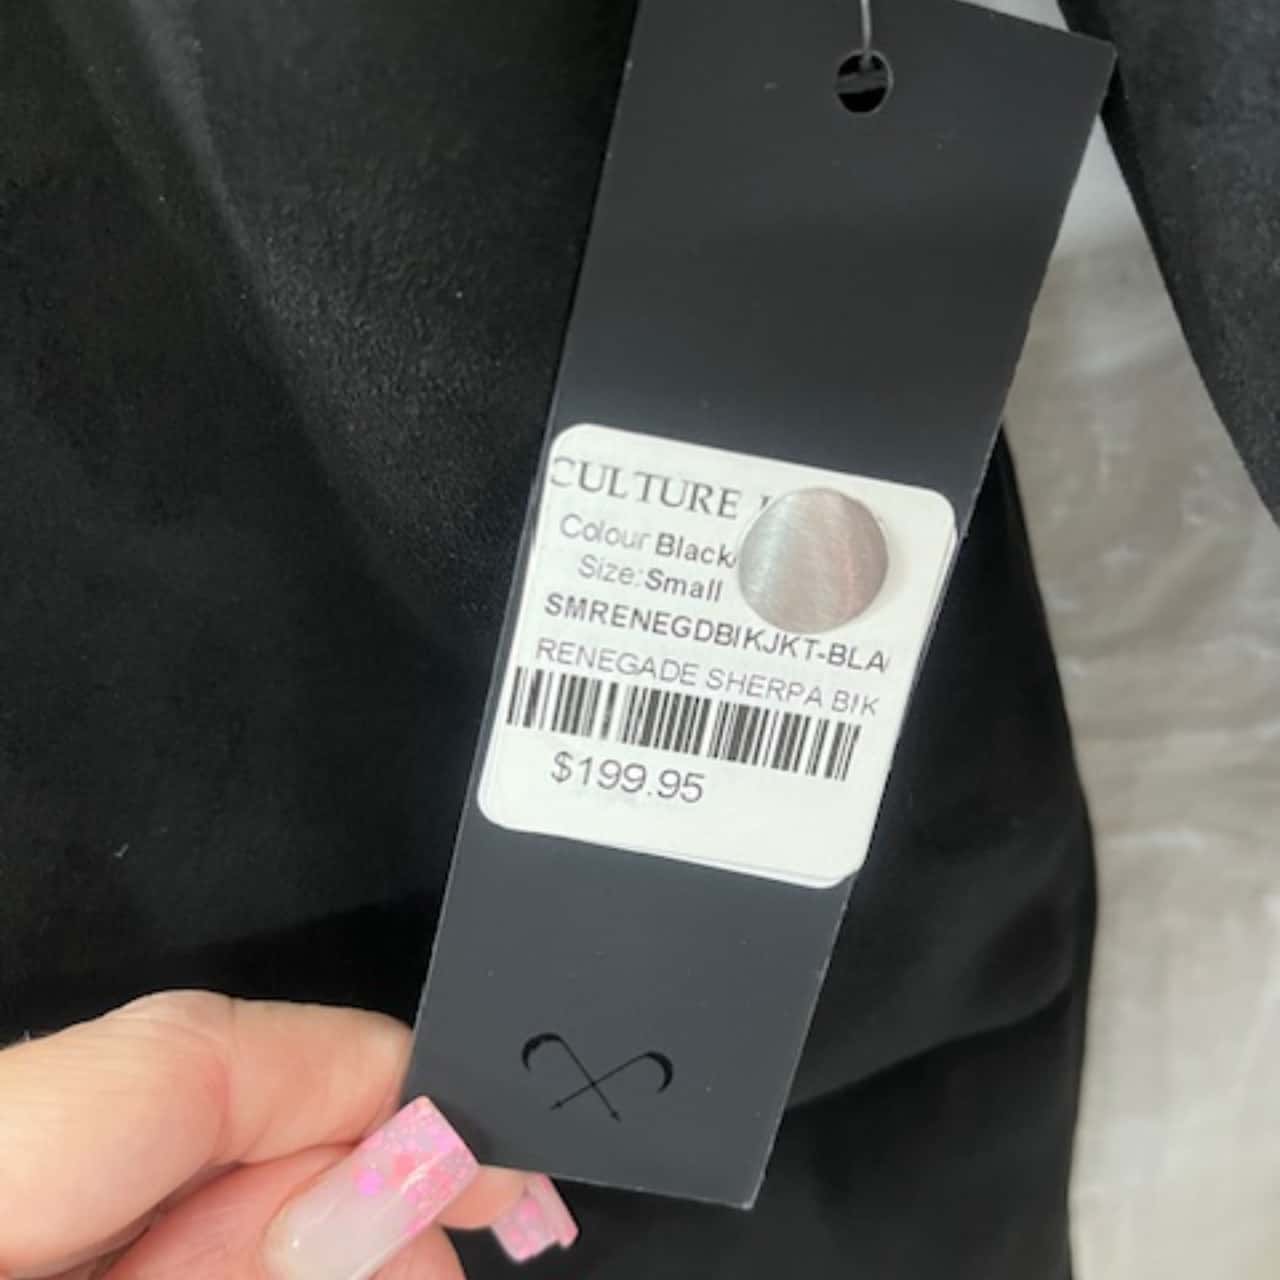 CULTURE
Colour Black/
Size: Small
SMRENEGDBIKJKT-BLA
RENEGADE SHERPA BIK
$199.95